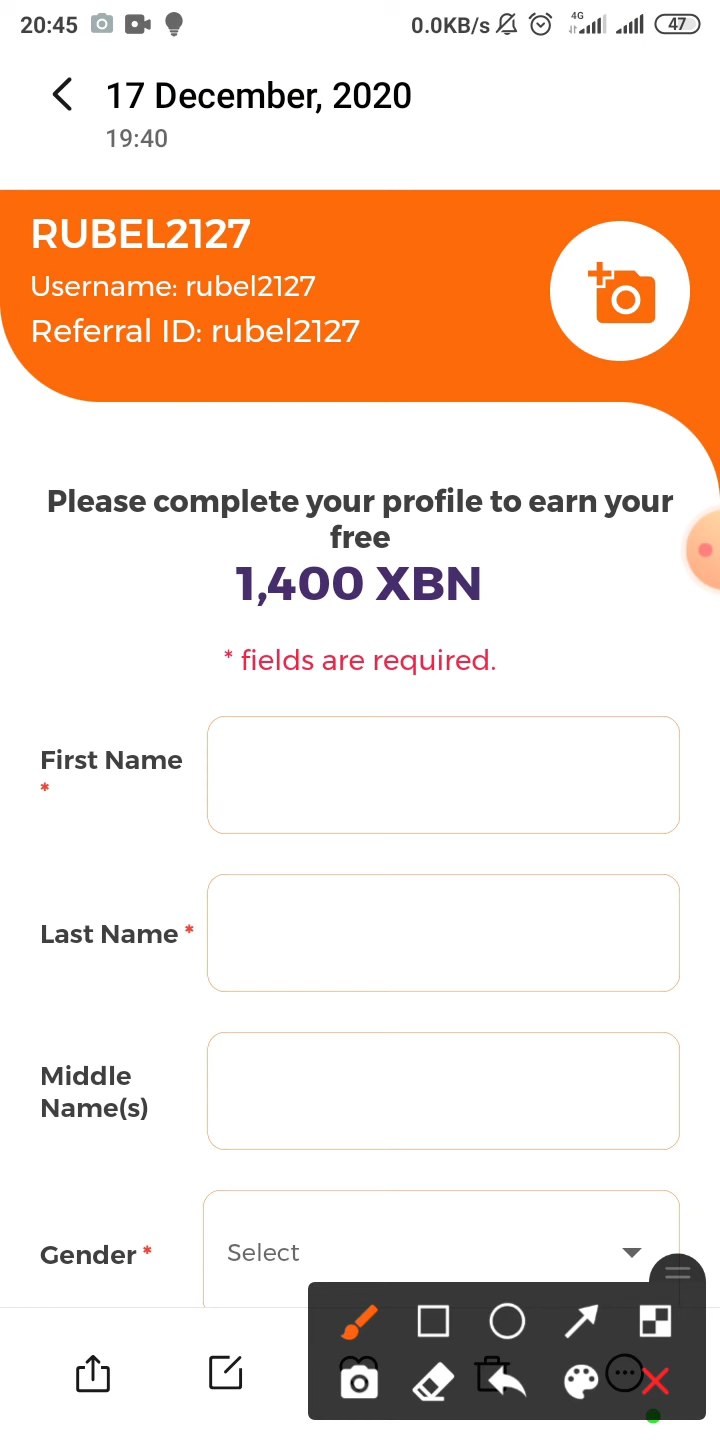 20:45 0.0KB/s 4G 47
17 December, 2020
19:40
RUBEL2127
Username: rubel2127
Referral ID: rubel2127
Please complete your profile to earn your
free
1,400 XBN
* fields are required.
First Name
*
Last Name *
Middle
Name(s)
Gender * Select